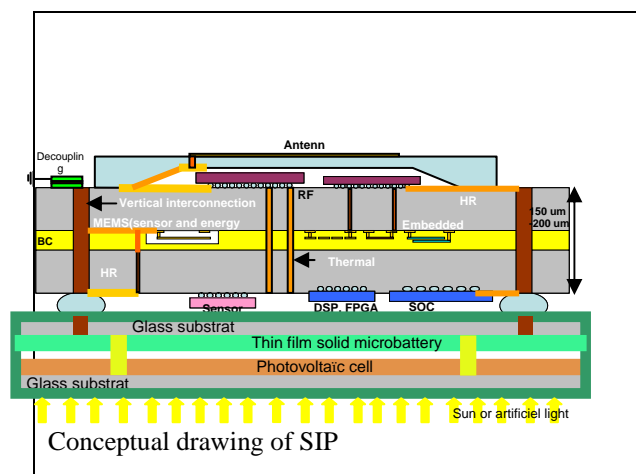 Antenn
Decouplin
g
RF
HR
Vertical interconnection
150 um
-200 um
MEMS(sensor and energy
Embedded
BC
Thermal
HR
Sensor
DSP, FPGA
SOC
Glass substrat
Thin film solid microbattery
Photovoltaïc cell
Glass substrat
Sun or artificiel light
Conceptual drawing of SIP